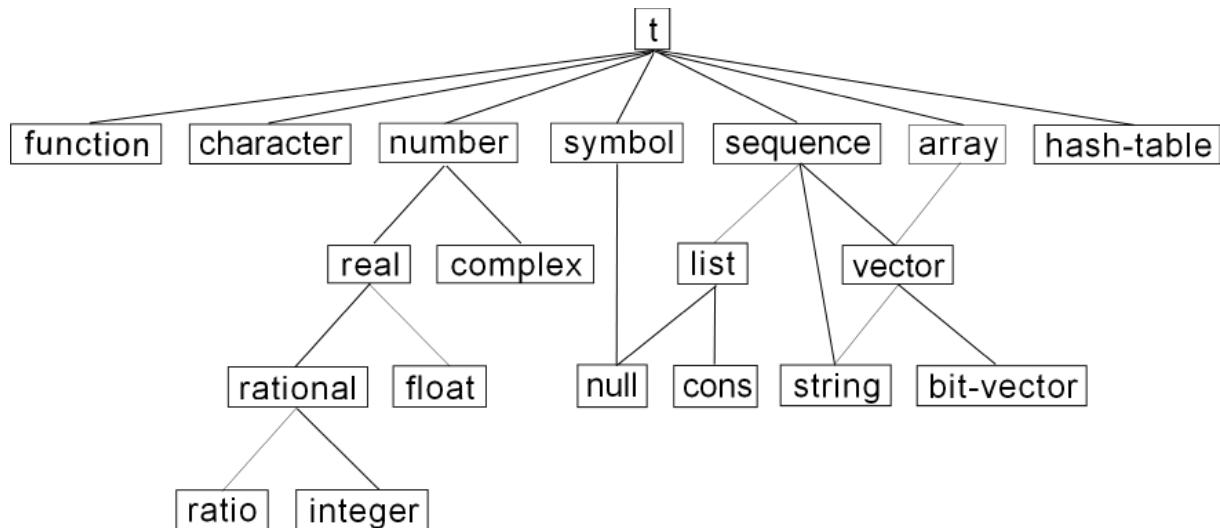 t
function character number symbol sequence array hash-table
real complex list vector
rational float null cons string bit-vector
ratio integer